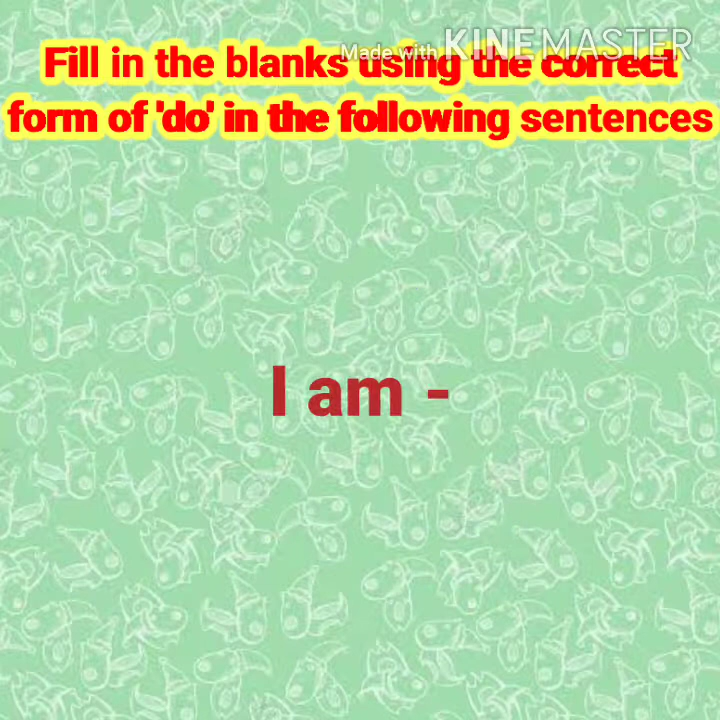 Made with KINEMASTER
Fill in the blanks using the correct
form of 'do' in the following sentences
I am -